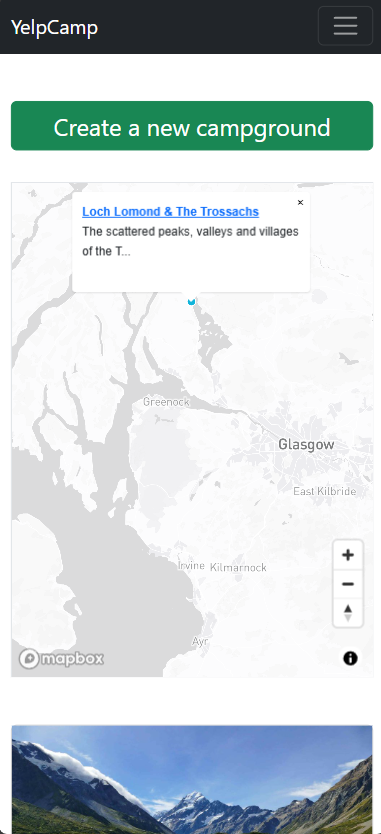 YelpCamp
Create a new campground
×
Loch Lomond & The Trossachs
The scattered peaks, valleys and villages
of the T...
Greenock
Glasgow
East Kilbride
Irvine
Kilmarnock
Ayr
mapbox